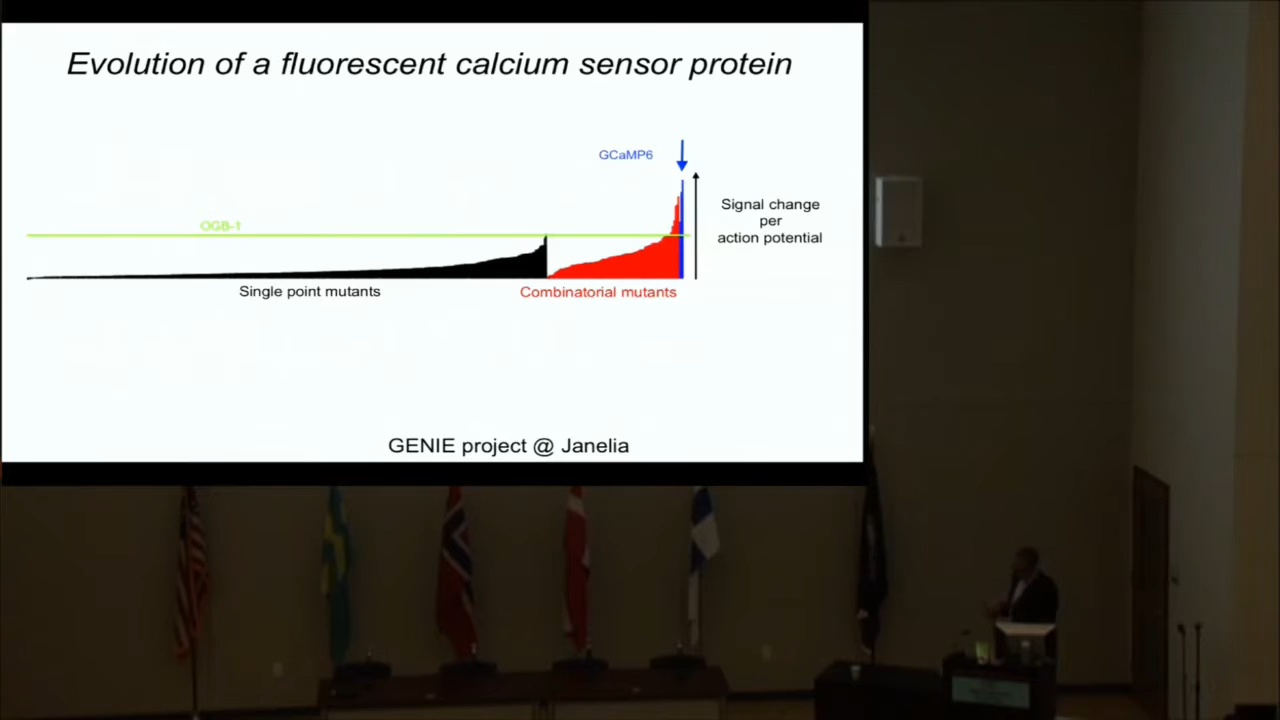 Evolution of a fluorescent calcium sensor protein
GCaMP6
OGB-1
Signal change
per
action potential
Single point mutants
Combinatorial mutants
GENIE project @ Janelia